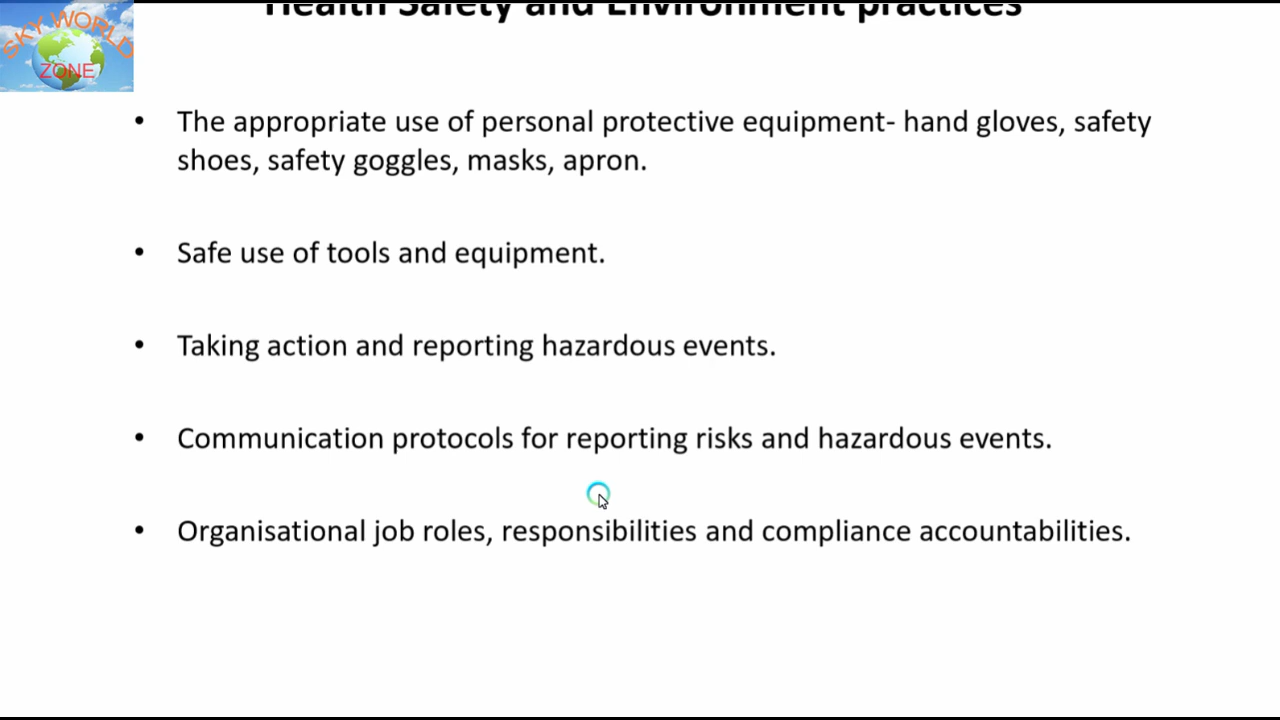 Health Safety and Environment practices
SKY WORLD
ZONE
• The appropriate use of personal protective equipment- hand gloves, safety
shoes, safety goggles, masks, apron.
• Safe use of tools and equipment.
• Taking action and reporting hazardous events.
• Communication protocols for reporting risks and hazardous events.
• Organisational job roles, responsibilities and compliance accountabilities.